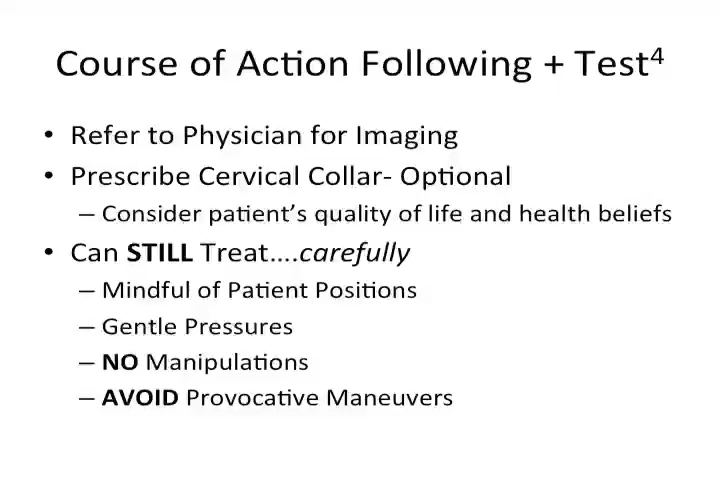 Course of Action Following + Test⁴
• Refer to Physician for Imaging
• Prescribe Cervical Collar- Optional
– Consider patient's quality of life and health beliefs
• Can STILL Treat....carefully
– Mindful of Patient Positions
– Gentle Pressures
– NO Manipulations
– AVOID Provocative Maneuvers